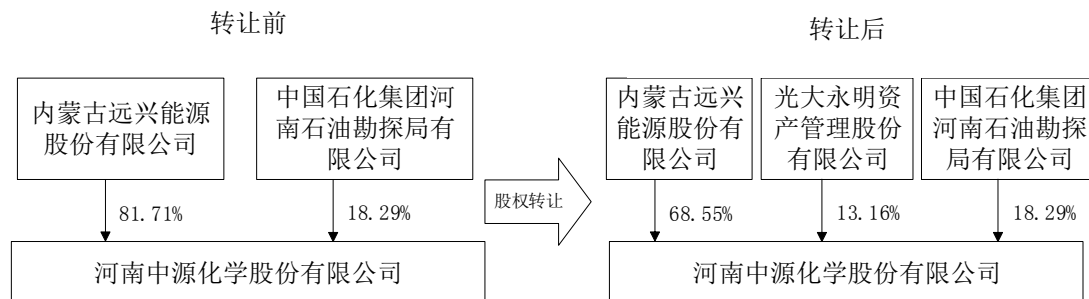 转让前
转让后
内蒙古远兴能源
股份有限公司
中国石化集团河
南石油勘探局有
限公司
内蒙古远兴
能源股份有
限公司
光大永明资
产管理股份
有限公司
中国石化集团
河南石油勘探
局有限公司
81.71%
18.29%
股权转让
68.55%
13.16%
18.29%
河南中源化学股份有限公司
河南中源化学股份有限公司